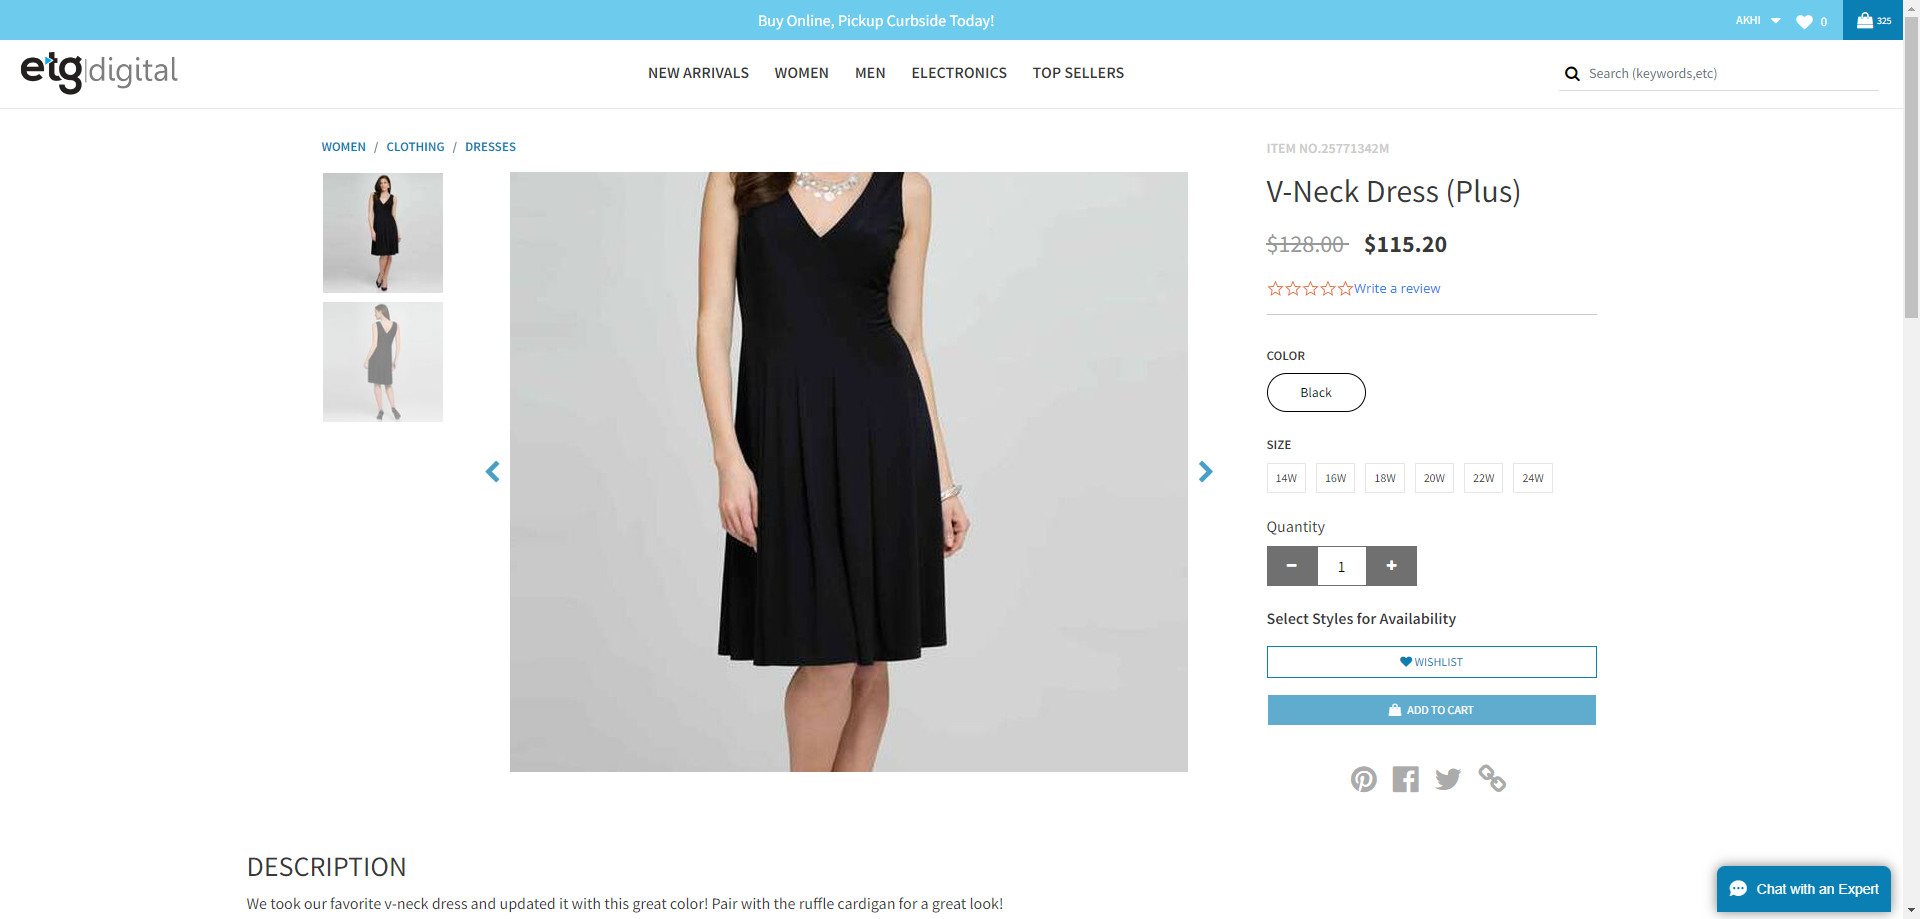 Buy Online, Pickup Curbside Today!
AKHI
0
325
etg|digital
NEW ARRIVALS
WOMEN
MEN
ELECTRONICS
TOP SELLERS
Search (keywords,etc)
WOMEN / CLOTHING / DRESSES
ITEM NO.25771342M
V-Neck Dress (Plus)
$128.00 $115.20
Write a review
COLOR
Black
SIZE
14W 16W 18W 20W 22W 24W
Quantity
− 1 +
Select Styles for Availability
WISHLIST
ADD TO CART
DESCRIPTION
We took our favorite v-neck dress and updated it with this great color! Pair with the ruffle cardigan for a great look!
Chat with an Expert